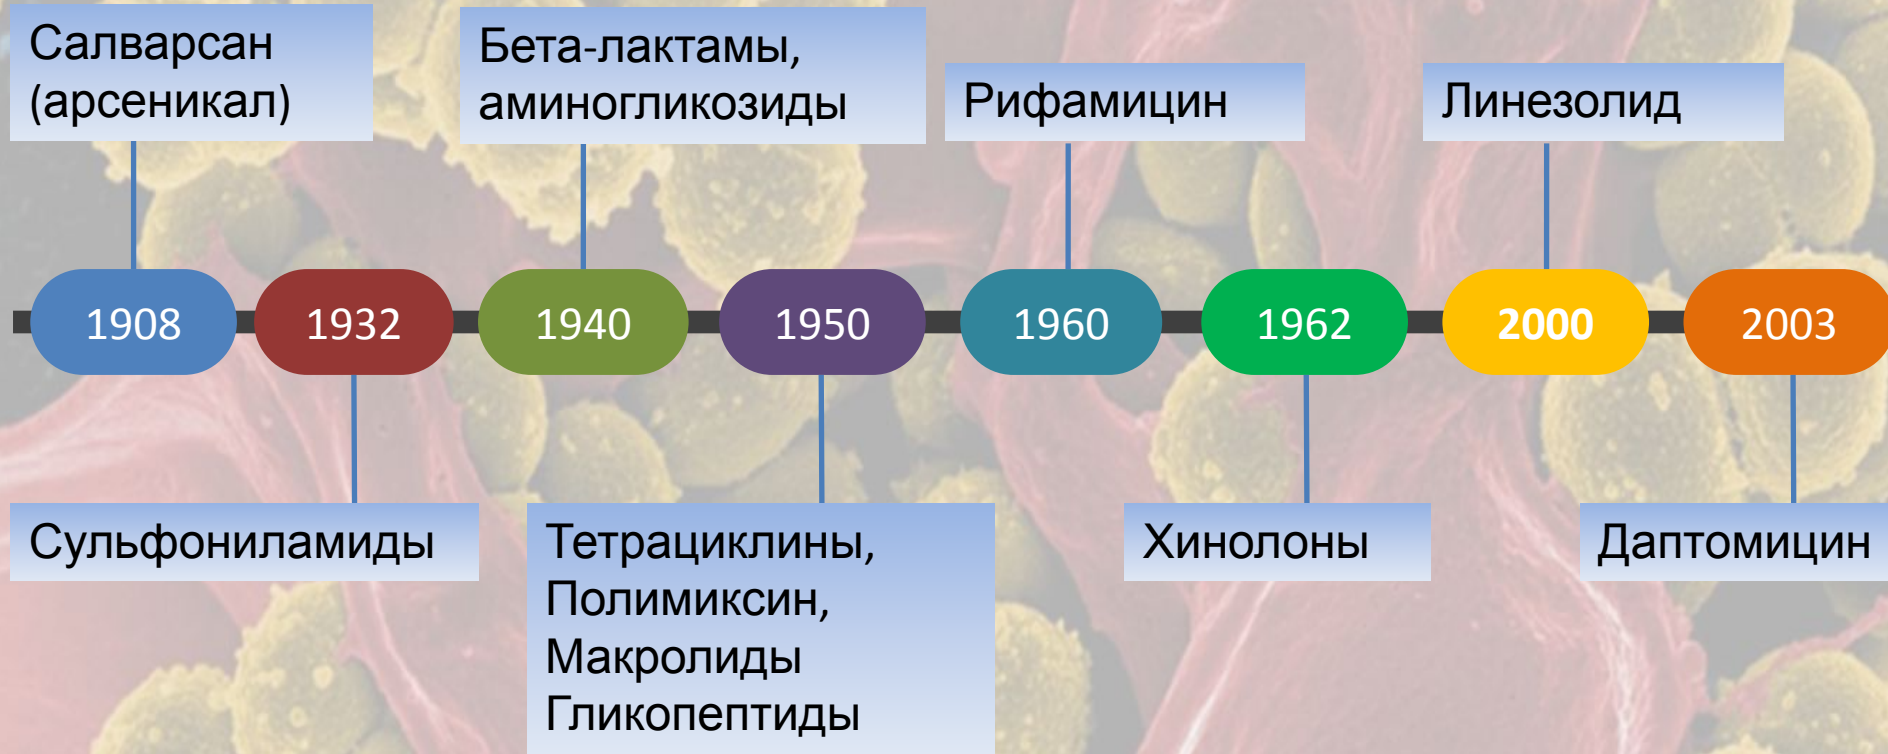 Салварсан
(арсеникал)
Бета-лактамы,
аминогликозиды
Рифамицин
Линезолид
1908
1932
1940
1950
1960
1962
2000
2003
Сульфониламиды
Тетрациклины,
Полимиксин,
Макролиды
Гликопептиды
Хинолоны
Даптомицин